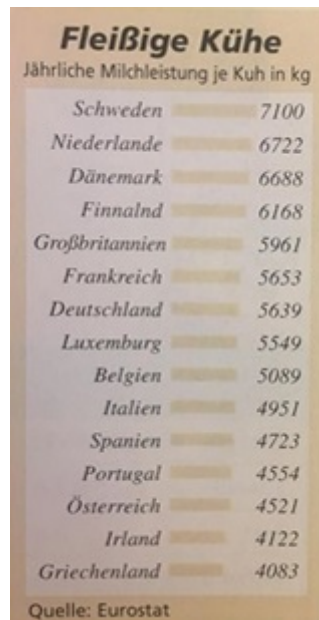 Fleißige Kühe
Jährliche Milchleistung je Kuh in kg
Schweden 7100
Niederlande 6722
Dänemark 6688
Finnalnd 6168
Großbritannien 5961
Frankreich 5653
Deutschland 5639
Luxemburg 5549
Belgien 5089
Italien 4951
Spanien 4723
Portugal 4554
Österreich 4521
Irland 4122
Griechenland 4083
Quelle: Eurostat